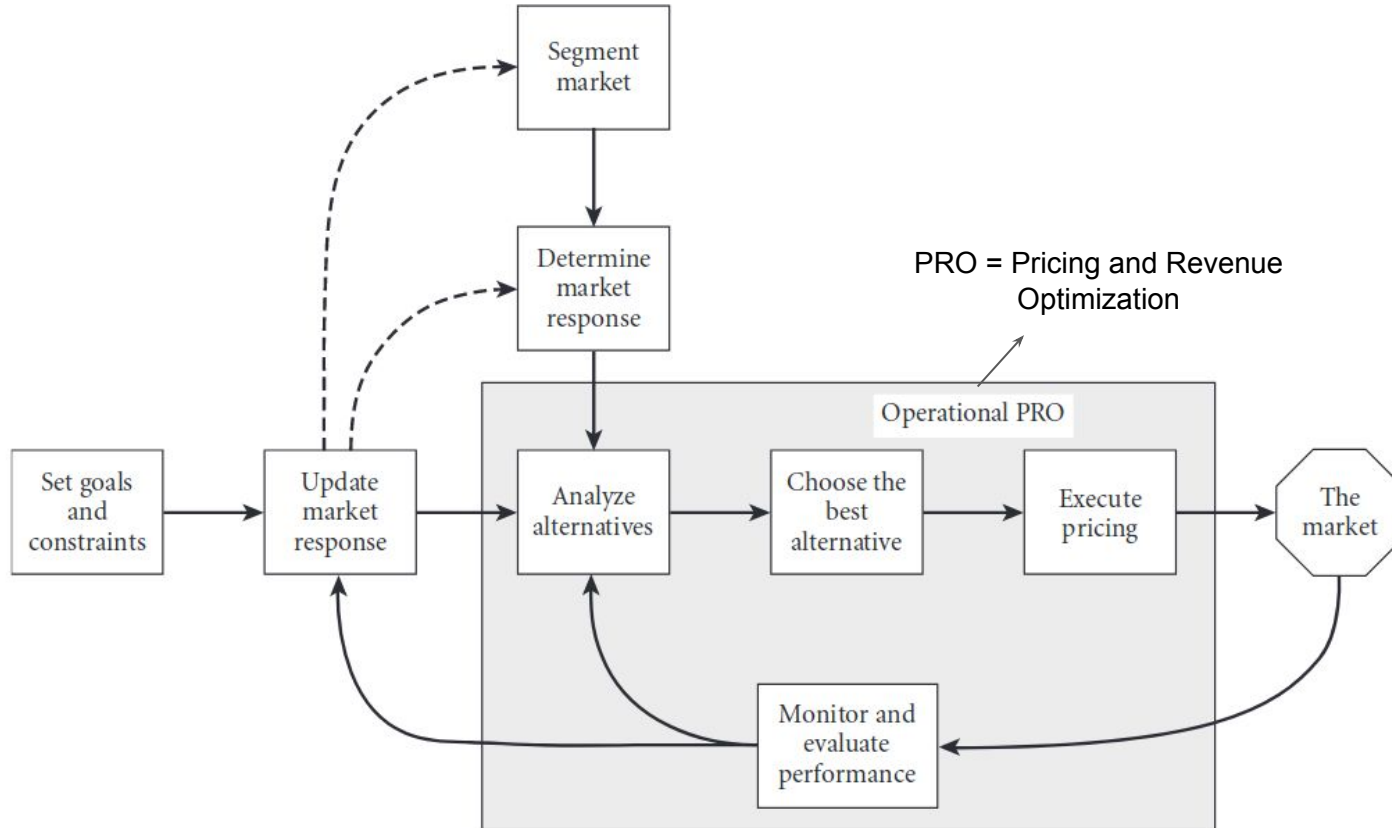 Segment
market
Determine
market
response
PRO = Pricing and Revenue
Optimization
Operational PRO
Set goals
and
constraints
Update
market
response
Analyze
alternatives
Choose the
best
alternative
Execute
pricing
The
market
Monitor and
evaluate
performance